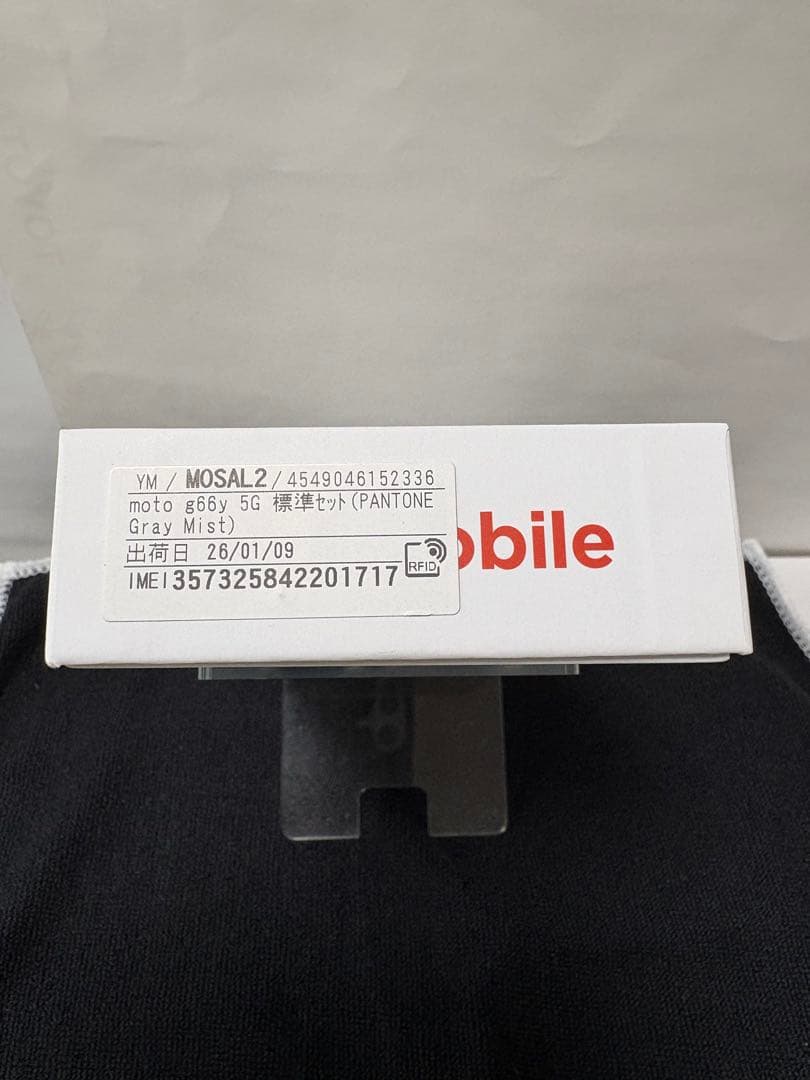 YM / MOSAL2 / 4549046152336
moto g66y 5G 標準ｾｯﾄ(PANTONE
Gray Mist)
出荷日 26/01/09
RFID
IMEI 357325842201717
obile